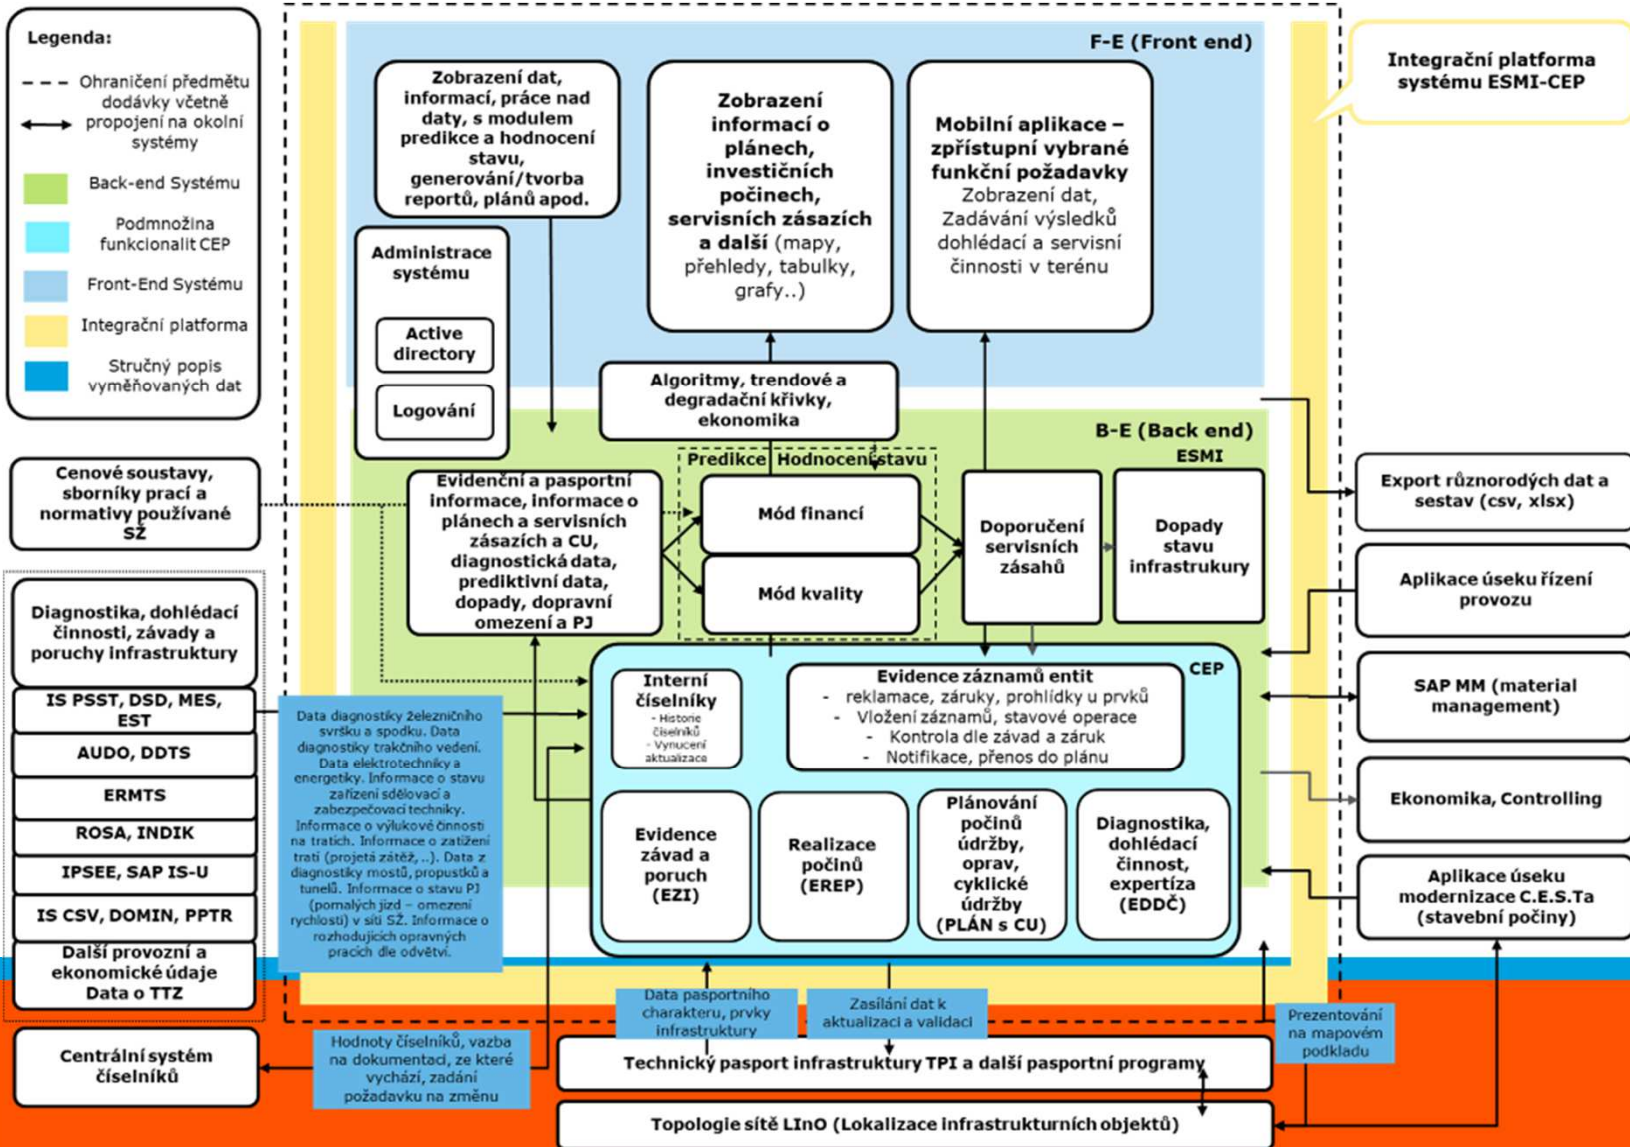 Legenda:
Ohraničení předmětu
dodávky včetně
propojení na okolní
systémy
Back-end Systému
Podmnožina
funkcionalit CEP
Front-End Systému
Integrační platforma
Stručný popis
vyměňovaných dat
F-E (Front end)
Integrační platforma
systému ESMI-CEP
Zobrazení dat,
informací, práce nad
daty, s modulem
predikce a hodnocení
stavu,
generování/tvorba
reportů, plánů apod.
Zobrazení
informací o
plánech,
investičních
počinech,
servisních zásazích
a další (mapy,
přehledy, tabulky,
grafy..)
Mobilní aplikace –
zpřístupní vybrané
funkční požadavky
Zobrazení dat,
Zadávání výsledků
dohlédací a servisní
činnosti v terénu
Administrace
systému
Active
directory
Logování
Algoritmy, trendové a
degradační křivky,
ekonomika
B-E (Back end)
ESMI
Predikce Hodnocení stavu
Cenové soustavy,
sborníky prací a
normativy používané
SŽ
Evidenční a pasportní
informace, informace o
plánech a servisních
zásazích a CU,
diagnostická data,
prediktivní data,
dopady, dopravní
omezení a PJ
Mód financí
Mód kvality
Doporučení
servisních
zásahů
Dopady
stavu
infrastrukury
Export různorodých dat a
sestav (csv, xlsx)
Aplikace úseku řízení
provozu
SAP MM (material
management)
Ekonomika, Controlling
Aplikace úseku
modernizace C.E.S.Ta
(stavební počiny)
Diagnostika, dohlédací
činnosti, závady a
poruchy infrastruktury
IS PSST, DSD, MES,
EST
AUDO, DDTS
ERMTS
ROSA, INDIK
IPSEE, SAP IS-U
IS CSV, DOMIN, PPTR
Další provozní a
ekonomické údaje
Data o TTZ
Data diagnostiky železničního
svršku a spodku. Data
diagnostiky trakčního vedení.
Data elektrotechniky a
energetiky. Informace o stavu
zařízení sdělovací a
zabezpečovací techniky.
Informace o výlukové činnosti
na tratích. Informace o zatížení
trati (projetá zátěž, ..). Data z
diagnostiky mostů, propustků a
tunelů. Informace o stavu PJ
(pomalých jízd – omezení
rychlosti) v síti SŽ. Informace o
rozhodujících opravných
pracích dle odvětví.
CEP
Interní
číselníky
- Historie
číselníků
- Vynucení
aktualizace
Evidence záznamů entit
- reklamace, záruky, prohlídky u prvků
- Vložení záznamů, stavové operace
- Kontrola dle závad a záruk
- Notifikace, přenos do plánu
Evidence
závad a
poruch
(EZI)
Realizace
počinů
(EREP)
Plánování
počinů
údržby,
oprav,
cyklické
údržby
(PLÁN s CU)
Diagnostika,
dohlédací
činnost,
expertíza
(EDDČ)
Data pasportního
charakteru, prvky
infrastruktury
Zasílání dat k
aktualizaci a validaci
Prezentování
na mapovém
podkladu
Centrální systém
číselníků
Hodnoty číselníků, vazba
na dokumentaci, ze které
vychází, zadání
požadavku na změnu
Technický pasport infrastruktury TPI a další pasportní programy
Topologie sítě LInO (Lokalizace infrastrukturních objektů)